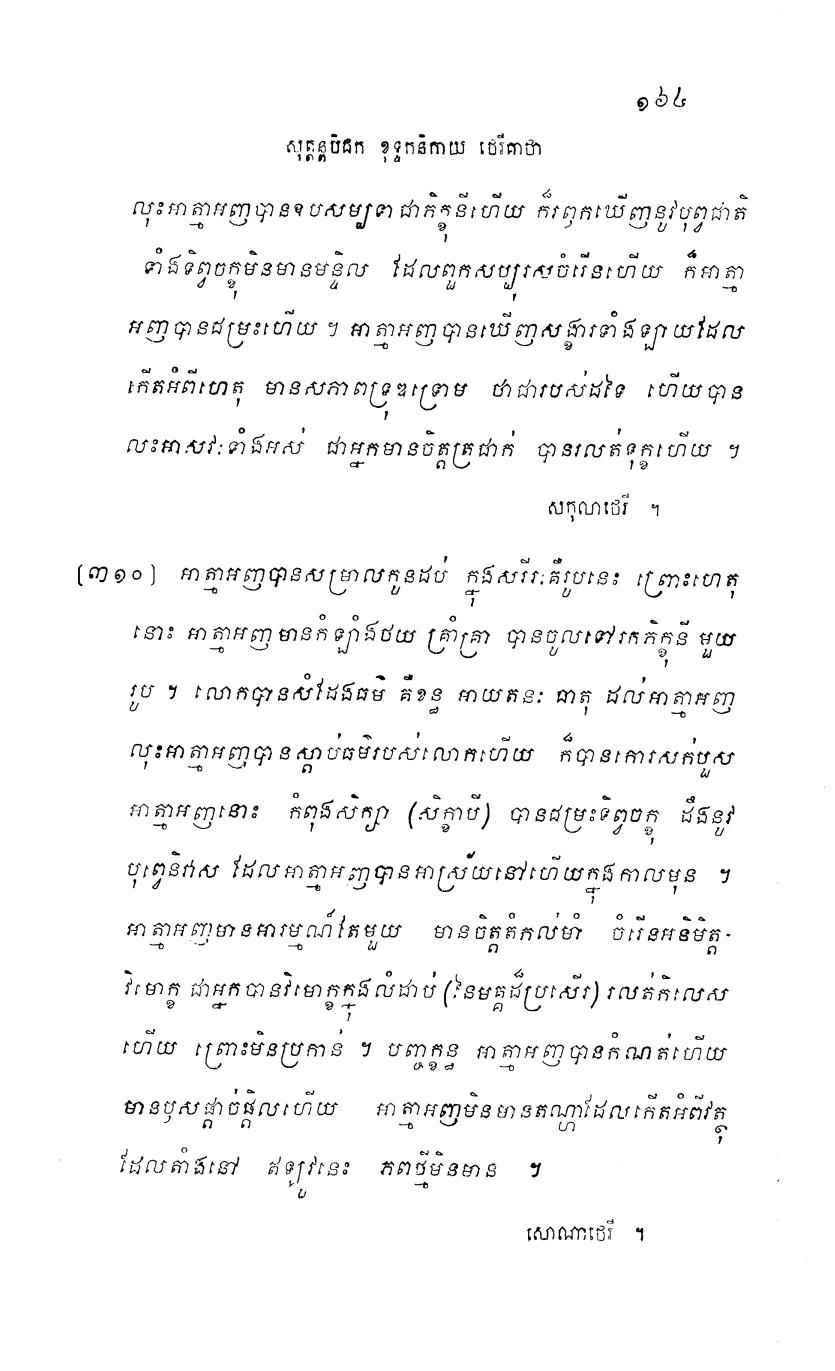 ១៦៤
សុត្តន្តបិដក ខុទ្ទកនិកាយ ថេរីគាថា
លុះអាត្មាអញបានឧបសម្បទាជាភិក្ខុនីហើយ ក៏រឭកឃើញនូវបុព្វជាតិ
ទាំងទិព្វចក្ខុមិនមានមន្ទិល ដែលពួកសប្បុរសចំរើនហើយ ក៏អាត្មា
អញបានជម្រះហើយ ។ អាត្មាអញបានឃើញសង្ខារទាំងឡាយដែល
កើតអំពីហេតុ មានសភាពទ្រុឌទ្រោម ថាជារបស់ដទៃ ហើយបាន
លះអាសវៈទាំងអស់ ជាអ្នកមានចិត្តត្រជាក់ បានរលត់ទុក្ខហើយ ។
សកុលាថេរី ។
(៣១០) អាត្មាអញបានសម្រាលកូនដប់ ក្នុងសរីរៈគឺរូបនេះ ព្រោះហេតុ
នោះ អាត្មាអញមានកំឡាំងថយ គ្រាំគ្រា បានចូលទៅរកភិក្ខុនី មួយ
រូប ។ លោកបានសំដែងធម៌ គឺខន្ធ អាយតនៈ ធាតុ ដល់អាត្មាអញ
លុះអាត្មាអញបានស្តាប់ធម៌របស់លោកហើយ ក៏បានកោរសក់បួស
អាត្មាអញនោះ កំពុងសិក្សា (សិក្ខាបី) បានជម្រះទិព្វចក្ខុ ដឹងនូវ
បុព្វេនិវាស ដែលអាត្មាអញបានអាស្រ័យនៅហើយក្នុងកាលមុន ។
អាត្មាអញមានអារម្មណ៍តែមួយ មានចិត្តតំកល់មាំ ចំរើនអនិមិត្ត-
វិមោក្ខ ជាអ្នកបានវិមោក្ខក្នុងលំដាប់ (នៃមគ្គដ៏ប្រសើរ) រលត់កិលេស
ហើយ ព្រោះមិនប្រកាន់ ។ បញ្ចក្ខន្ធ អាត្មាអញបានកំណត់ហើយ
មានឫសផ្តាច់ផ្តិលហើយ អាត្មាអញមិនមានតណ្ហាដែលកើតអំពីវត្ថុ
ដែលតាំងនៅ ឥឡូវនេះ ភពថ្មីមិនមាន ។
សោណាថេរី ។